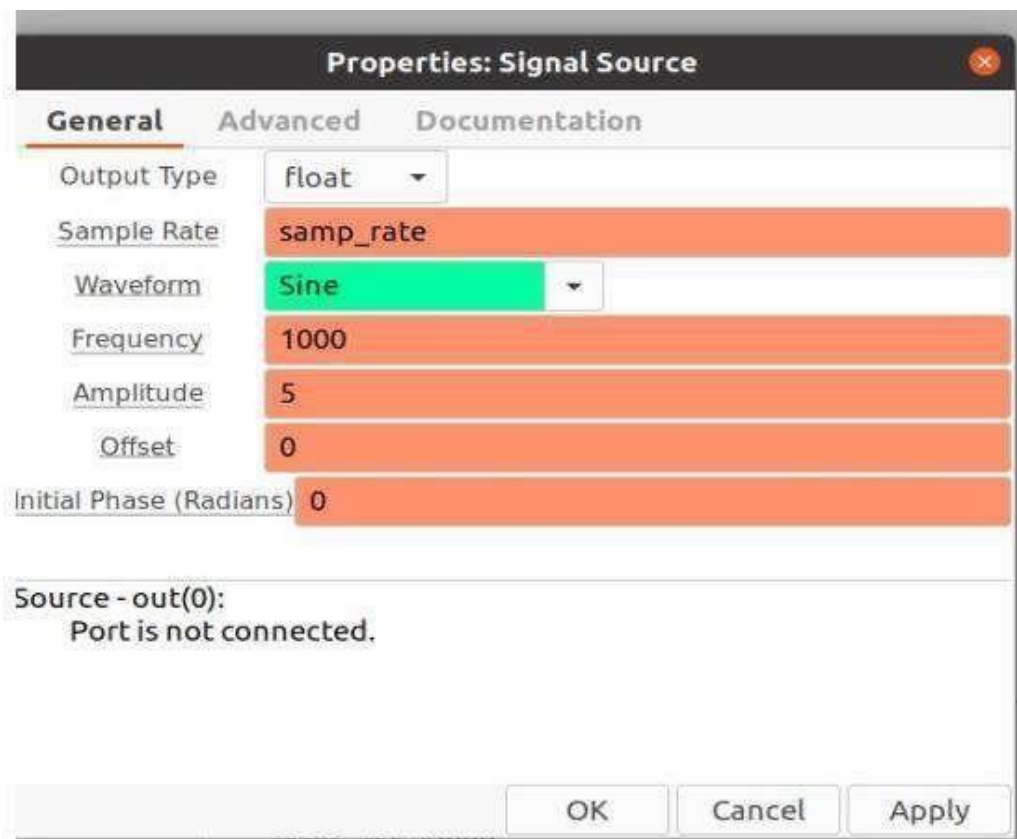 Properties: Signal Source
General Advanced Documentation
Output Type float
Sample Rate samp_rate
Waveform Sine
Frequency 1000
Amplitude 5
Offset 0
Initial Phase (Radians) 0
Source - out(0):
Port is not connected.
OK Cancel Apply